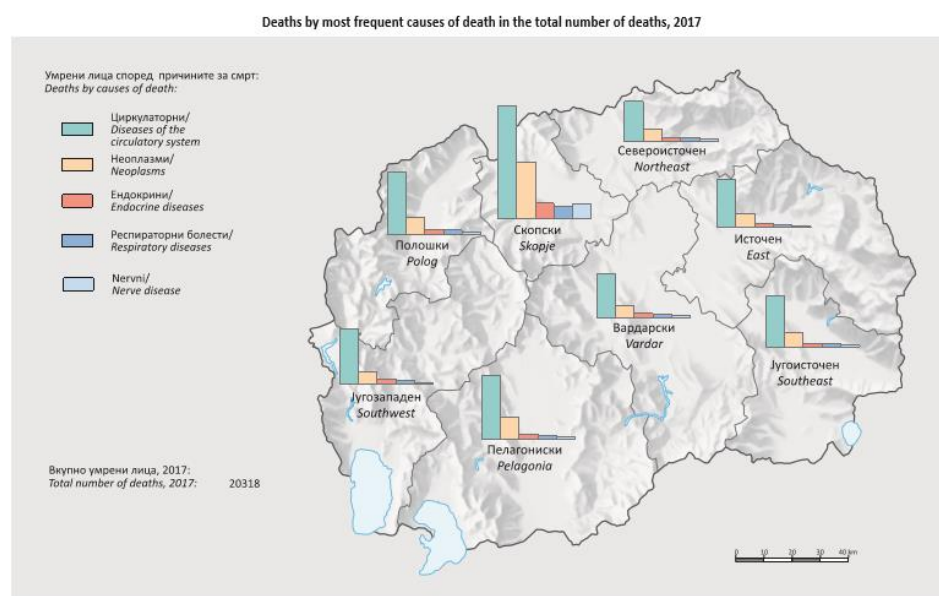 Deaths by most frequent causes of death in the total number of deaths, 2017
Умрени лица според причините за смрт:
Deaths by causes of death:
Циркулаторни/
Diseases of the
circulatory system
Неоплазми/
Neoplasms
Ендокрини/
Endocrine diseases
Респираторни болести/
Respiratory diseases
Nervni/
Nerve disease
Североисточен
Northeast
Полошки
Polog
Скопски
Skopje
Источен
East
Вардарски
Vardar
Југоисточен
Southeast
Југозападен
Southwest
Пелагониски
Pelagonia
Вкупно умрени лица, 2017:
Total number of deaths, 2017: 20318
0 10 20 30 40 km